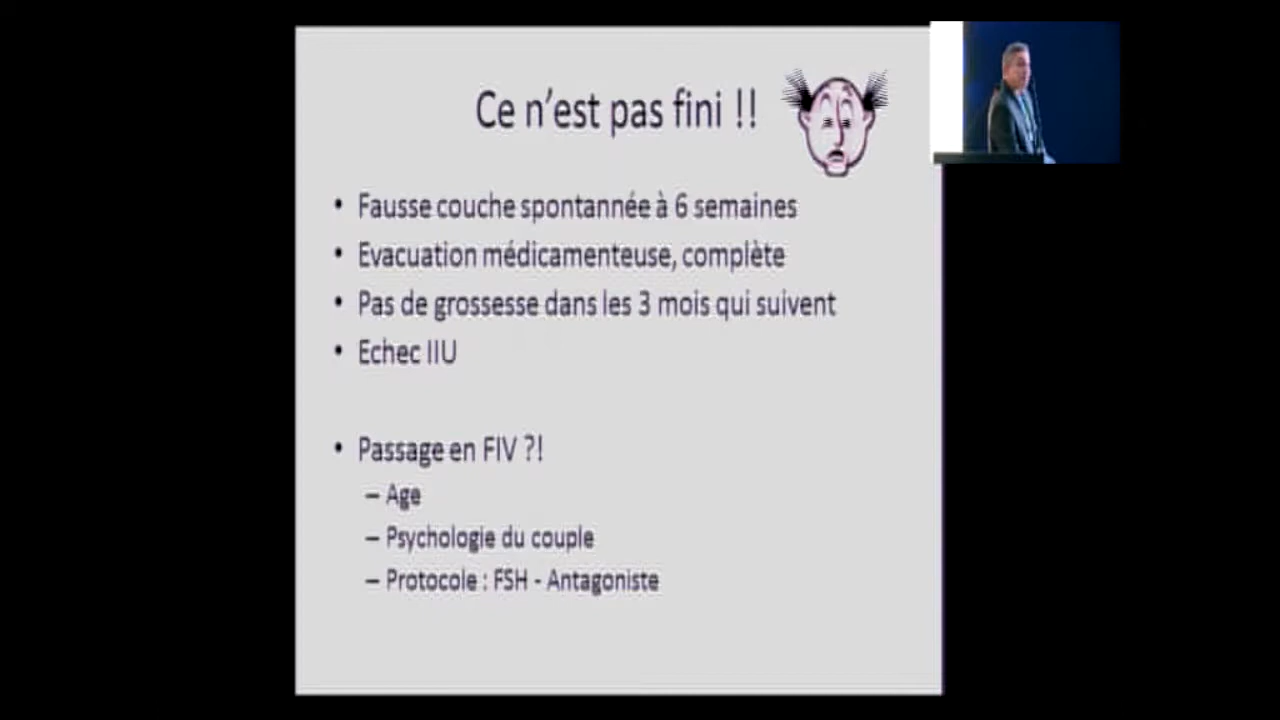 Ce n'est pas fini !!
• Fausse couche spontannée à 6 semaines
• Evacuation médicamenteuse, complète
• Pas de grossesse dans les 3 mois qui suivent
• Echec IIU
• Passage en FIV ?!
– Age
– Psychologie du couple
– Protocole : FSH - Antagoniste